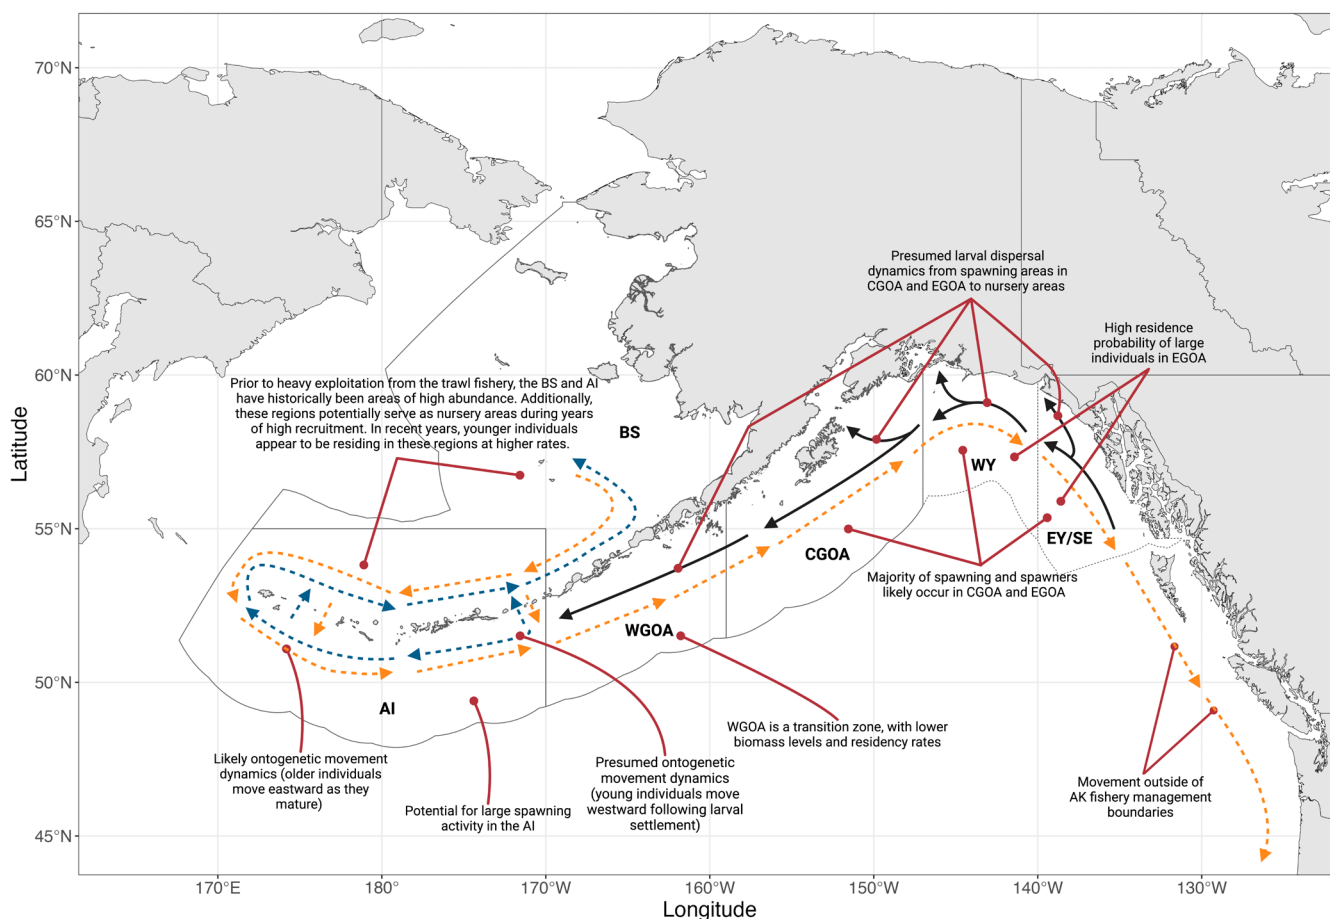 70°N
65°N
60°N
55°N
50°N
45°N
Latitude
Presumed larval dispersal
dynamics from spawning areas in
CGOA and EGOA to nursery areas
High residence
probability of large
individuals in EGOA
Prior to heavy exploitation from the trawl fishery, the BS and AI
have historically been areas of high abundance. Additionally,
these regions potentially serve as nursery areas during years
of high recruitment. In recent years, younger individuals
appear to be residing in these regions at higher rates.
BS
WY
EY/SE
CGOA
Majority of spawning and spawners
likely occur in CGOA and EGOA
WGOA
AI
WGOA is a transition zone, with lower
biomass levels and residency rates
Likely ontogenetic movement
dynamics (older individuals
move eastward as they
mature)
Presumed ontogenetic
movement dynamics
(young individuals move
westward following larval
settlement)
Potential for large spawning
activity in the AI
Movement outside of
AK fishery management
boundaries
170°E
180°
170°W
160°W
150°W
140°W
130°W
Longitude